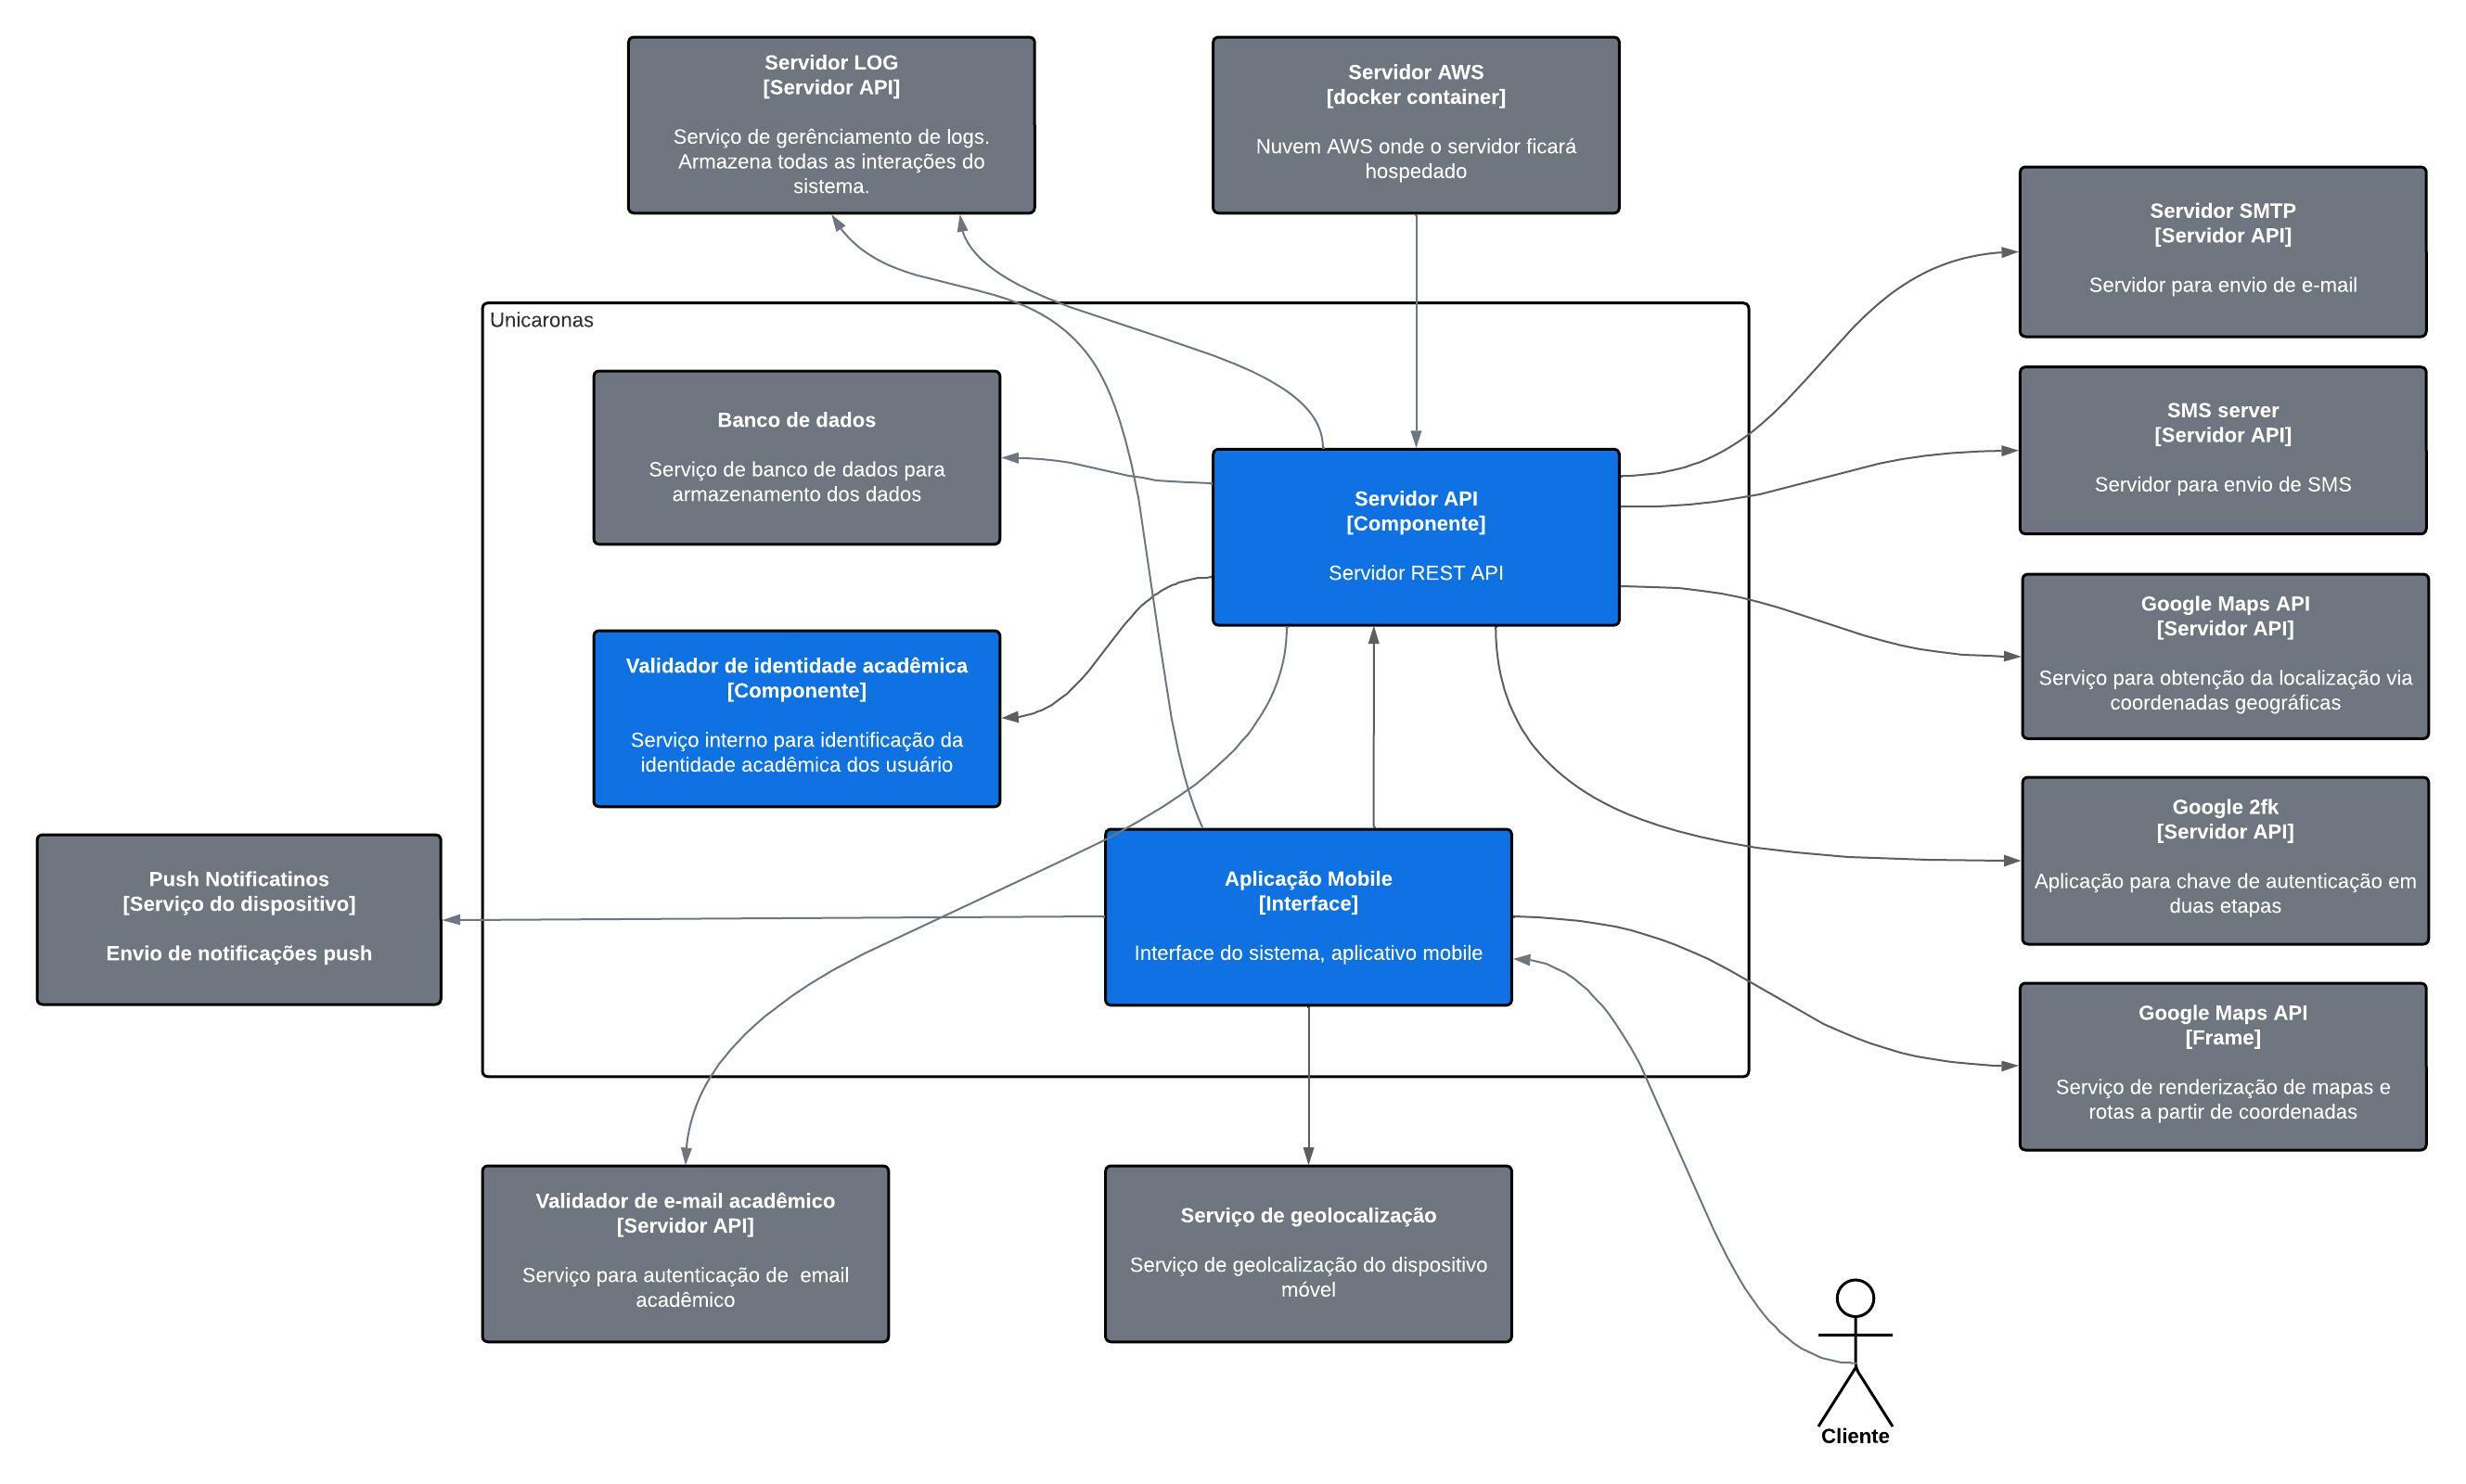 Servidor LOG
[Servidor API]
Serviço de gerênciamento de logs.
Armazena todas as interações do
sistema.
Servidor AWS
[docker container]
Nuvem AWS onde o servidor ficará
hospedado
Servidor SMTP
[Servidor API]
Servidor para envio de e-mail
Unicaronas
Banco de dados
Serviço de banco de dados para
armazenamento dos dados
Servidor API
[Componente]
Servidor REST API
SMS server
[Servidor API]
Servidor para envio de SMS
Validador de identidade acadêmica
[Componente]
Serviço interno para identificação da
identidade acadêmica dos usuário
Google Maps API
[Servidor API]
Serviço para obtenção da localização via
coordenadas geográficas
Google 2fk
[Servidor API]
Aplicação para chave de autenticação em
duas etapas
Push Notificatinos
[Serviço do dispositivo]
Envio de notificações push
Aplicação Mobile
[Interface]
Interface do sistema, aplicativo mobile
Google Maps API
[Frame]
Serviço de renderização de mapas e
rotas a partir de coordenadas
Validador de e-mail acadêmico
[Servidor API]
Serviço para autenticação de  email
acadêmico
Serviço de geolocalização
Serviço de geolcalização do dispositivo
móvel
Cliente